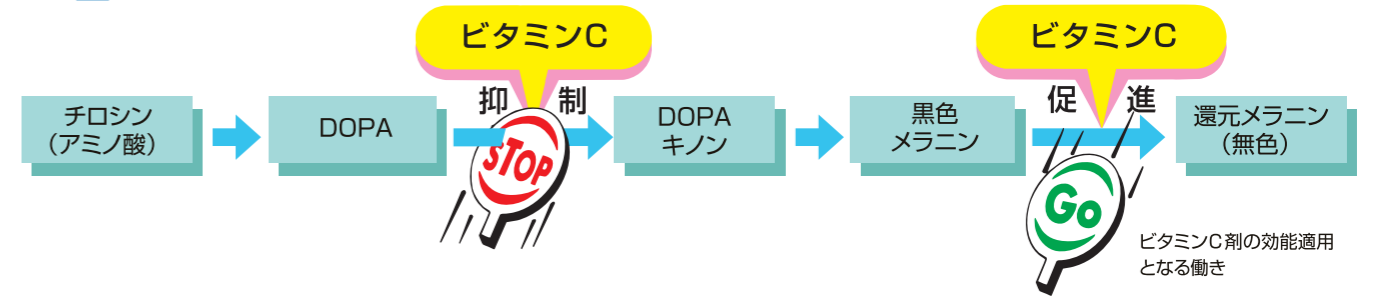 ビタミンC
ビタミンC
抑 制
促 進
チロシン
(アミノ酸)
DOPA
STOP
DOPA
キノン
黒色
メラニン
Go
還元メラニン
(無色)
ビタミンC剤の効能適用
となる働き